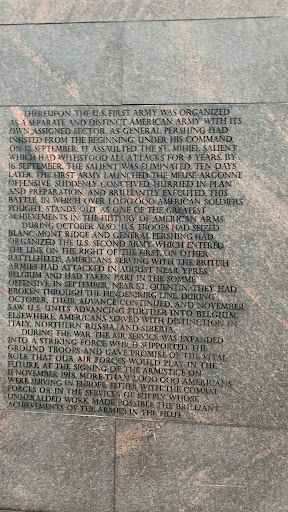 THEREUPON, THE U.S. FIRST ARMY WAS ORGANIZED
AS A SEPARATE AND DISTINCT AMERICAN ARMY WITH ITS
OWN ASSIGNED SECTOR, AS GENERAL PERSHING HAD
INSISTED FROM THE BEGINNING. UNDER HIS COMMAND,
ON 12 SEPTEMBER, IT ASSAULTED THE ST. MIHIEL SALIENT
WHICH HAD WITHSTOOD ALL ATTACKS FOR 4 YEARS. BY
16 SEPTEMBER, THE SALIENT WAS ELIMINATED. TEN DAYS
LATER, THE FIRST ARMY LAUNCHED THE MEUSE-ARGONNE
OFFENSIVE. SUDDENLY CONCEIVED, HURRIED IN PLAN
AND PREPARATION, AND BRILLIANTLY EXECUTED, THIS
BATTLE, IN WHICH OVER 1,000,000 AMERICAN SOLDIERS
FOUGHT, STANDS OUT AS ONE OF THE GREATEST
ACHIEVEMENTS IN THE HISTORY OF AMERICAN ARMS.
DURING OCTOBER ALSO, U.S. TROOPS HAD SEIZED
BLANC MONT RIDGE AND GENERAL PERSHING HAD
ORGANIZED THE U.S. SECOND ARMY WHICH ENTERED
THE LINE ON THE RIGHT OF THE FIRST. ON OTHER
BATTLEFIELDS, AMERICANS SERVING WITH THE BRITISH
ARMIES HAD ATTACKED IN AUGUST NEAR YPRES,
BELGIUM AND HAD TAKEN PART IN THE SOMME
OFFENSIVE. IN SEPTEMBER, NEAR ST. QUENTIN, THEY HAD
BROKEN THROUGH THE HINDENBURG LINE. DURING
OCTOBER, THEIR ADVANCE CONTINUED, AND NOVEMBER
SAW U.S. UNITS ADVANCING FURTHER INTO BELGIUM.
ELSEWHERE AMERICANS SERVED WITH DISTINCTION IN
ITALY, NORTHERN RUSSIA AND SIBERIA.
DURING THE WAR THE AIR SERVICE WAS EXPANDED
INTO A STRIKING FORCE WHICH SUPPORTED THE
GROUND TROOPS AND GAVE PROMISE OF THE VITAL
ROLE THAT OUR AIR FORCES WOULD PLAY IN THE
FUTURE. AT THE SIGNING OF THE ARMISTICE ON
11 NOVEMBER 1918, MORE THAN 2,000,000 AMERICANS
WERE SERVING IN EUROPE, EITHER WITH THE COMBAT
FORCES OR IN THE SERVICES OF SUPPLY WHOSE
UNHERALDED WORK MADE POSSIBLE THE BRILLIANT
ACHIEVEMENTS OF THE ARMIES IN THE FIELD.